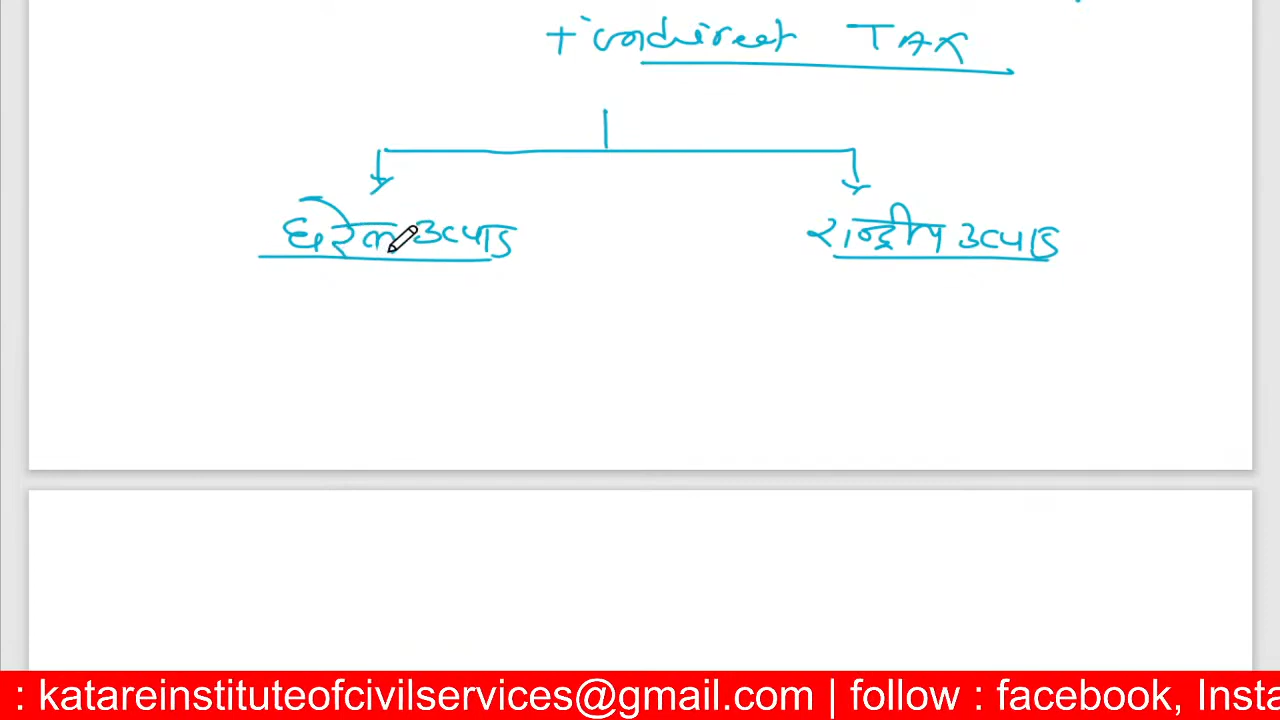 + indirect TAX
घरेलू उत्पाद राष्ट्रीय उत्पाद
: katareinstituteofcivilservices@gmail.com | follow : facebook, Insta